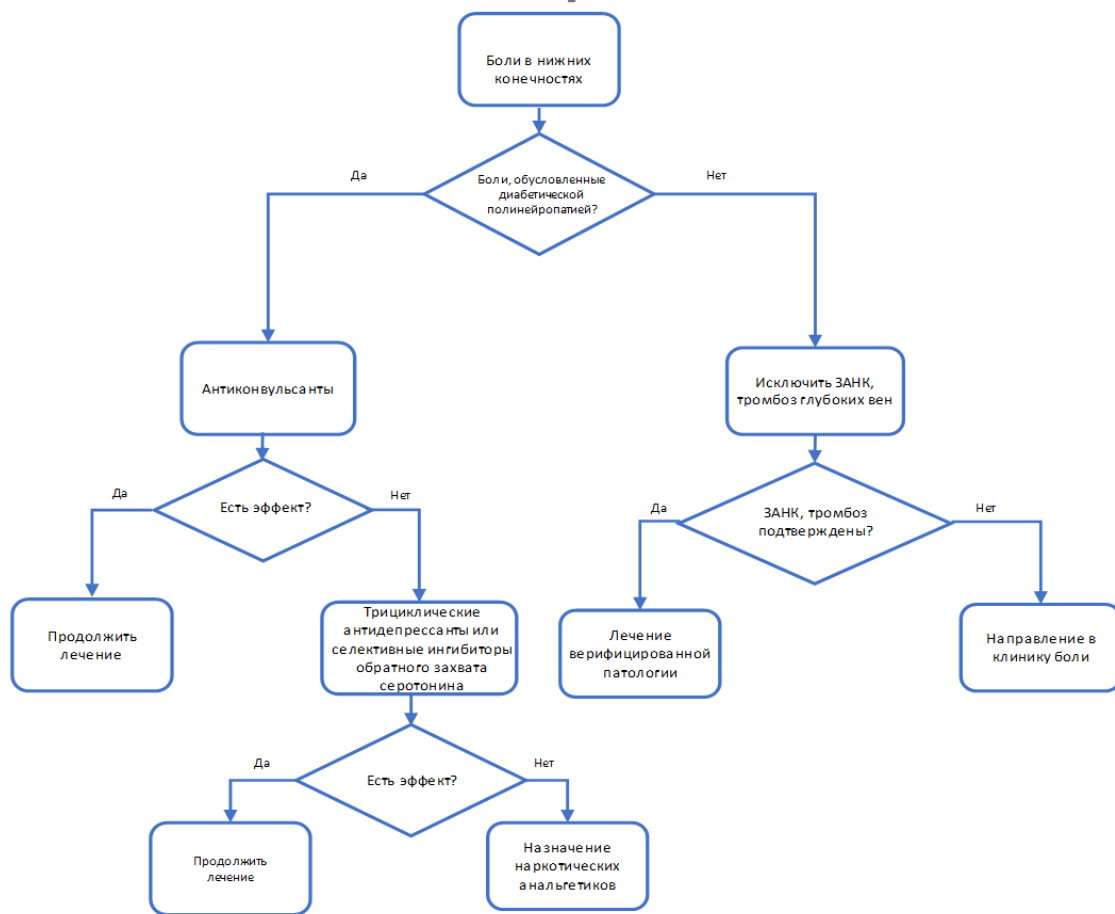 Боли в нижних
конечностях
Да
Боли, обусловленные
диабетической
полинейропатией?
Нет
Антиконвульсанты
Исключить ЗАНК,
тромбоз глубоких вен
Да
Есть эффект?
Нет
Да
ЗАНК, тромбоз
подтверждены?
Нет
Продолжить
лечение
Трициклические
антидепрессанты или
селективные ингибиторы
обратного захвата
серотонина
Лечение
верифицированной
патологии
Направление в
клинику боли
Да
Есть эффект?
Нет
Продолжить
лечение
Назначение
наркотических
анальгетиков